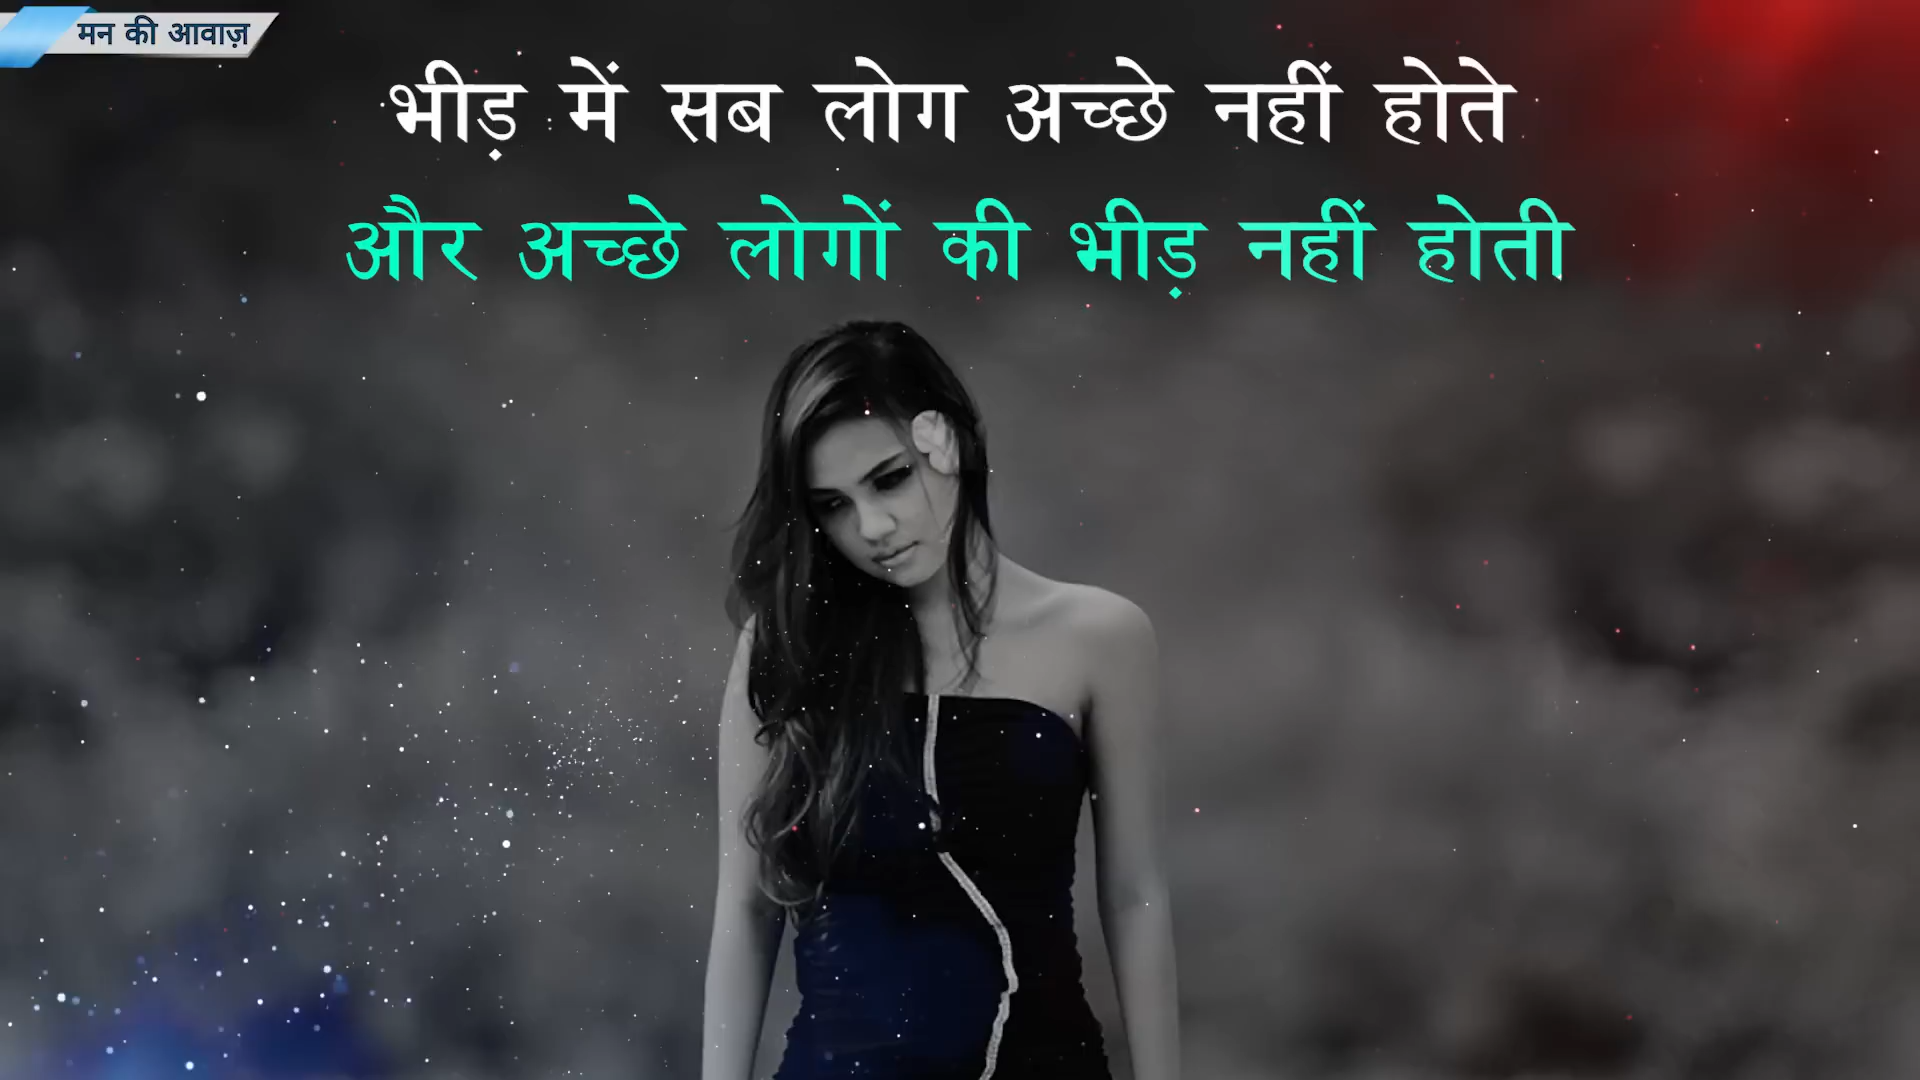 मन की आवाज़
भीड़ में सब लोग अच्छे नहीं होते
और अच्छे लोगों की भीड़ नहीं होती